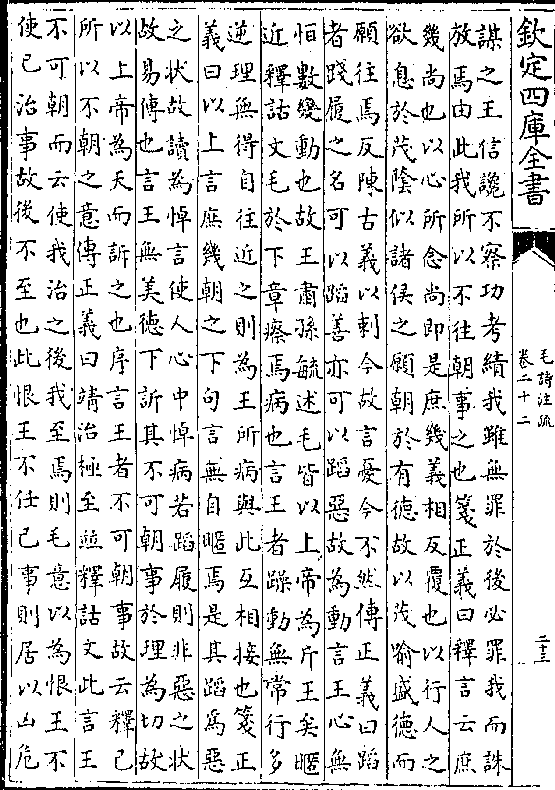 欽定四庫全書
毛詩注疏
卷二十二
二十三
謀之王信讒不察功考績我雖無罪於後必罪我而誅
放焉由此我所以不往朝事之也箋正義曰釋言云庶
幾尚也以心所念尚即是庶幾義相反覆也以行人之
欲息於茂陰似諸侯之願朝於有德故以茂喻盛德而
願往焉反陳古義以刺今故言憂今不然傳正義曰蹈
者踐履之名可以蹈善亦可以蹈惡故為動言王心無
恒數變動也故王肅孫毓述毛皆以上帝為斥王矣暱
近釋詁文毛於下章瘵焉病也言王者躁動無常行多
逆理無得自往近之則為王所病與此互相接也箋正
義曰以上言庶幾朝之下句言無自暱焉是其蹈為惡
之狀故讀為悼言使人心中悼病若蹈履則非惡之狀
故易傳也言王無美德下訴其不可朝事於理為切故
以上帝為天而訴之也序言王者不可朝事故云釋已
所以不朝之意傳正義曰靖治極至並釋詁文此言王
不可朝而云使我治之後我至焉則毛意以為恨王不
使已治事故後不至也此恨王不任已事則居以凶危